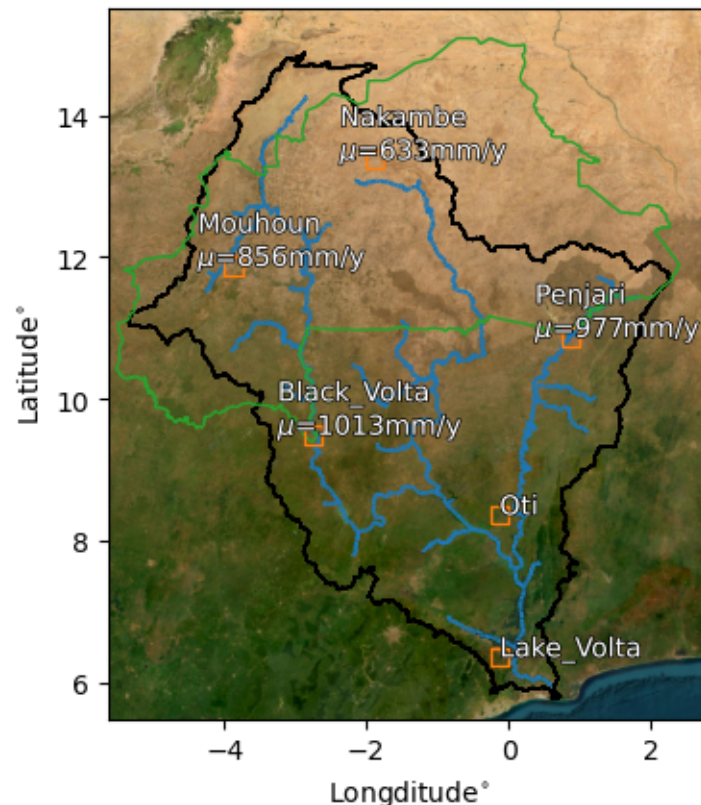 14
Nakambe
μ=633mm/y
Mouhoun
μ=856mm/y
12
Penjari
μ=977mm/y
Latitude°
10
Black_Volta
μ=1013mm/y
Oti
8
Lake_Volta
6
−4
−2
0
2
Longditude°